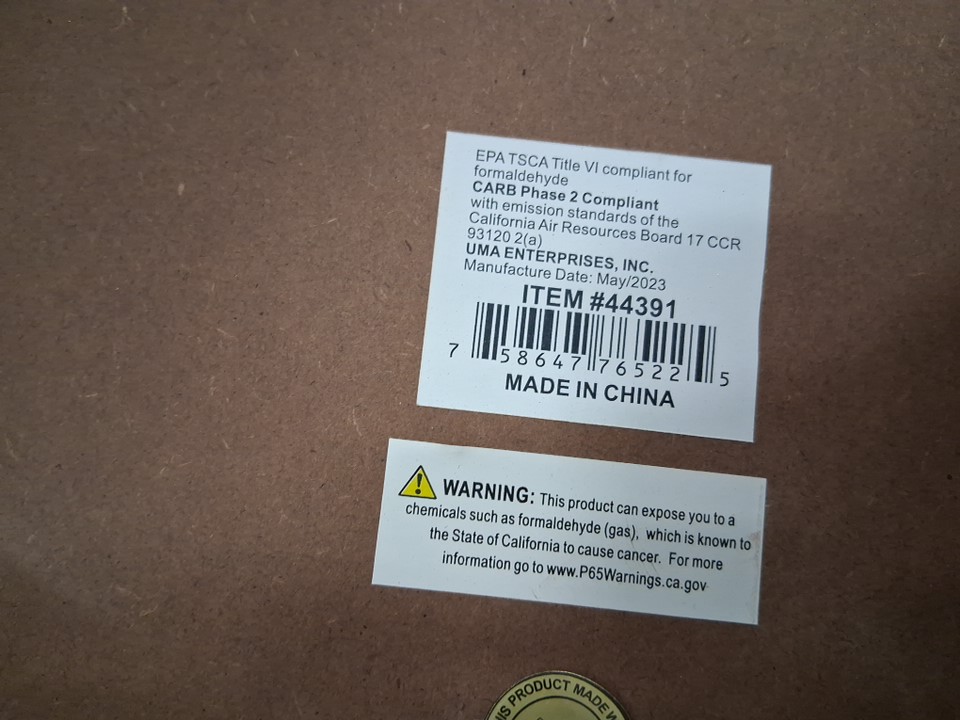 EPA TSCA Title VI compliant for
formaldehyde
CARB Phase 2 Compliant
with emission standards of the
California Air Resources Board 17 CCR
93120 2(a)
UMA ENTERPRISES, INC.
Manufacture Date: May/2023
ITEM #44391
7 58647 76522 5
MADE IN CHINA
WARNING: This product can expose you to a
chemicals such as formaldehyde (gas), which is known to
the State of California to cause cancer. For more
information go to www.P65Warnings.ca.gov
PRODUCT MADE